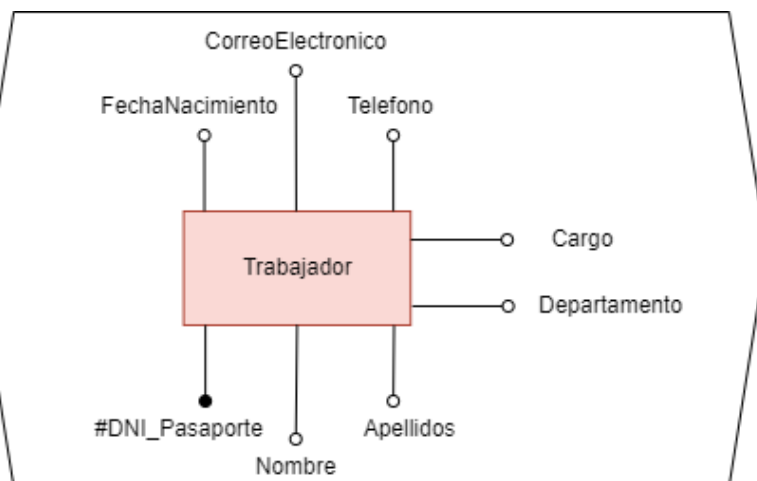 CorreoElectronico
FechaNacimiento
Telefono
Cargo
Trabajador
Departamento
#DNI_Pasaporte
Apellidos
Nombre